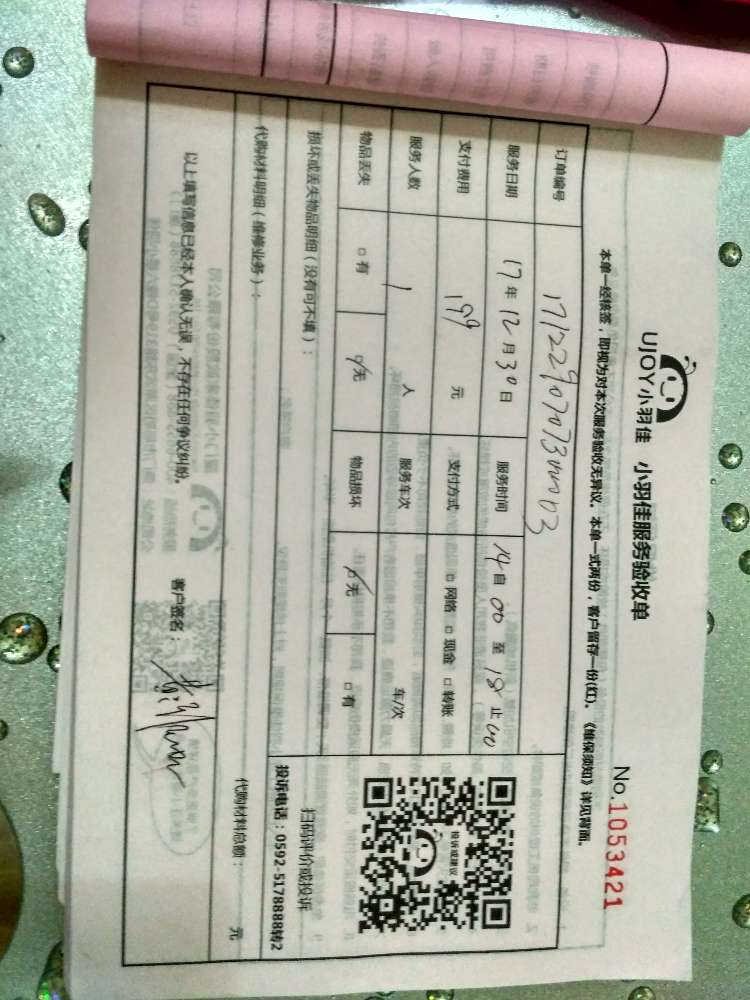 UJOY小羽佳 小羽佳服务验收单
No.1053421
本单一经核签，即视为对本次服务验收无异议。本单一式两份，客户留存一份(红)。《维保须知》详见背面。
订单编号
服务日期 17年12月30日 服务时间 14自00至18止00
支付费用 199 元 支付方式 □网络 □现金 □转账
服务人数 1 人 服务车次 车/次
物品丢失 □有 □无 物品损坏 □无 □有
投诉或建议
扫码评价或投诉
投诉电话：0592-5178888转2
损坏或丢失物品明细（没有可不填）：
代购材料明细（维修业务）：
代购材料总额： 元
以上填写信息已经本人确认无误，不存在任何争议纠纷。 客户签名：